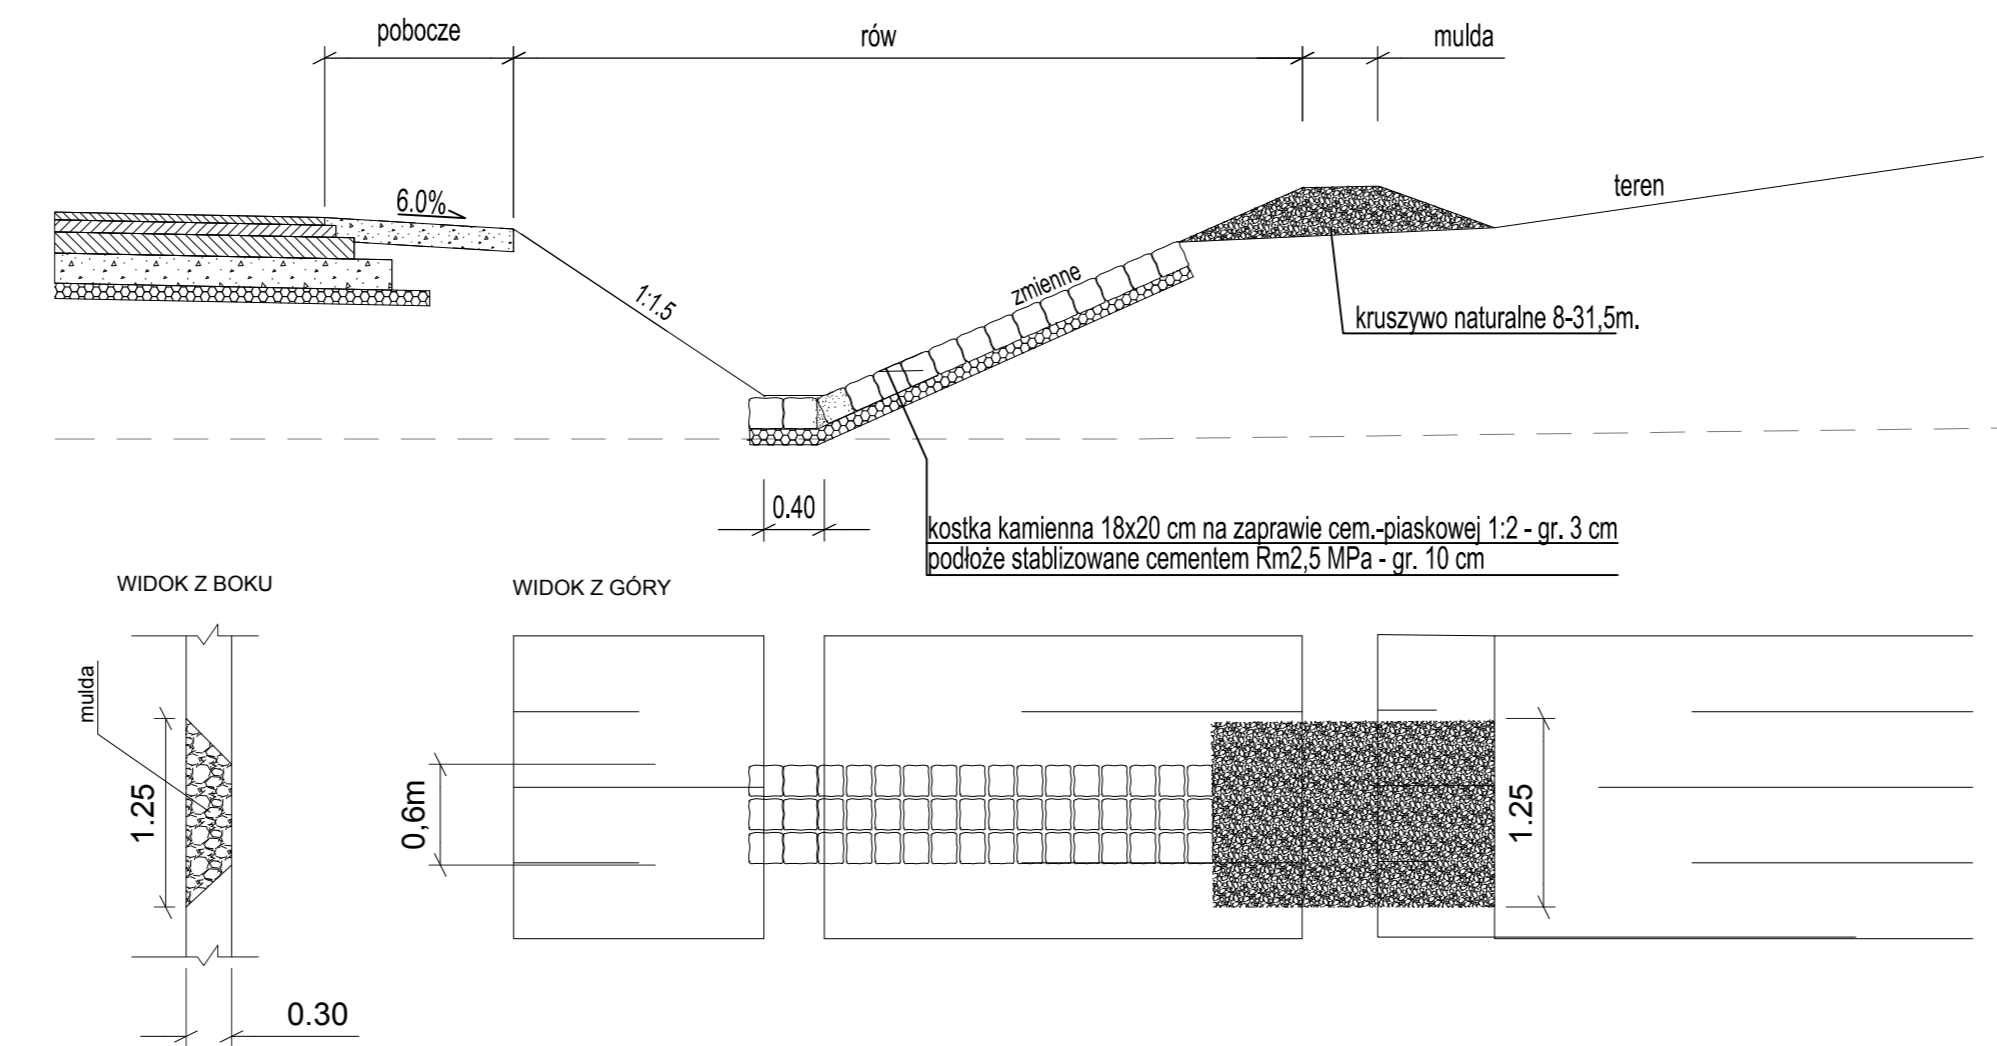 pobocze
rów
mulda
6.0%
teren
1:1.5
zmienne
kruszywo naturalne 8-31,5m.
0.40
kostka kamienna 18x20 cm na zaprawie cem.-piaskowej 1:2 - gr. 3 cm
podłoże stablizowane cementem Rm2,5 MPa - gr. 10 cm
WIDOK Z BOKU
WIDOK Z GÓRY
mulda
1.25
0,6m
1.25
0.30